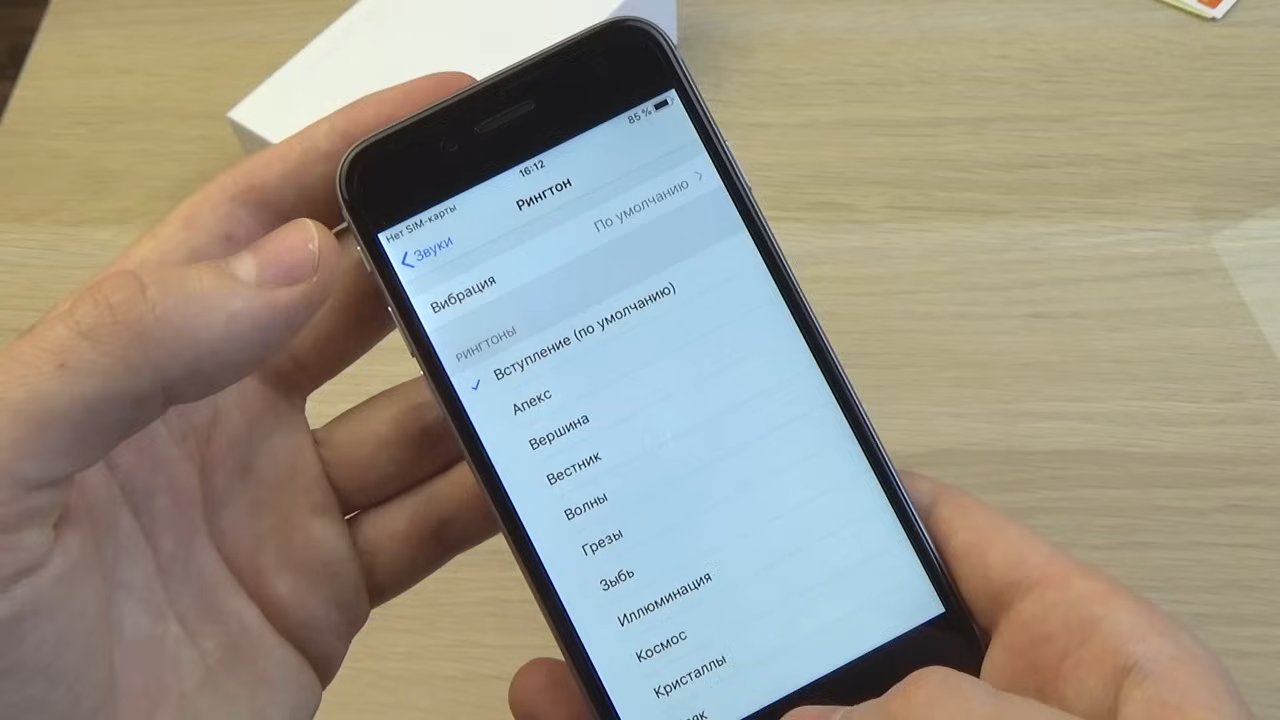 Нет SIM-карты 16:12 85 %
Звуки Рингтон
Вибрация По умолчанию
РИНГТОНЫ
Вступление (по умолчанию)
Апекс
Вершина
Вестник
Волны
Грезы
Зыбь
Иллюминация
Космос
Кристаллы